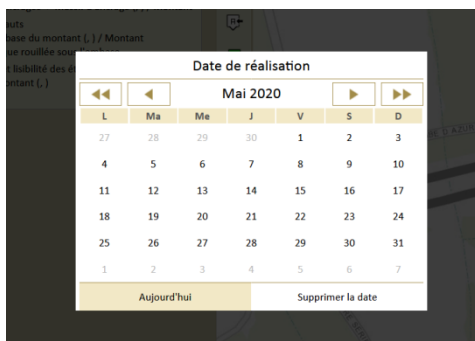 auts
base du montant (, ) / Montant
ue rouillée sous l'embase
t lisibilité des é
ontant (, )
R
Date de réalisation
Mai 2020
L Ma Me J V S D
27 28 29 30 1 2 3
4 5 6 7 8 9 10
11 12 13 14 15 16 17
18 19 20 21 22 23 24
25 26 27 28 29 30 31
1 2 3 4 5 6 7
Aujourd'hui Supprimer la date
E D'AZUR